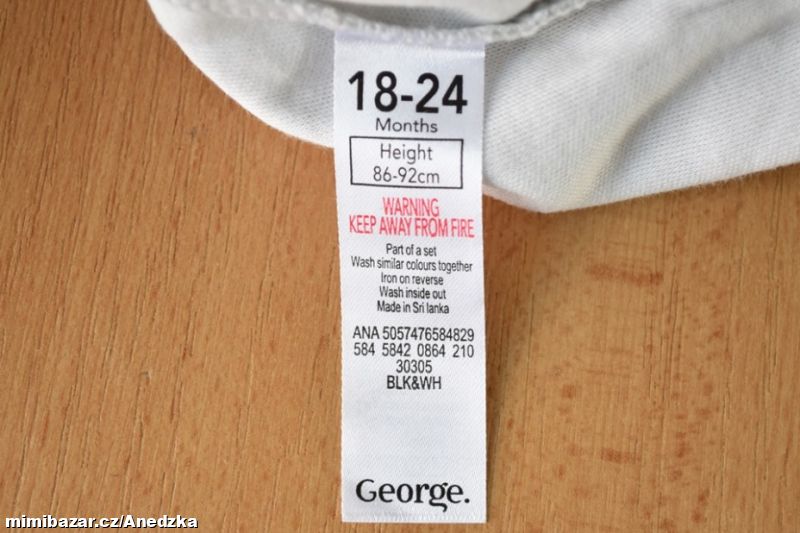 18-24
Months
Height
86-92cm
WARNING
KEEP AWAY FROM FIRE
Part of a set
Wash similar colours together
Iron on reverse
Wash inside out
Made in Sri lanka
ANA 5057476584829
584 5842 0864 210
30305
BLK&WH
George.
mimibazar.cz/Anedzka